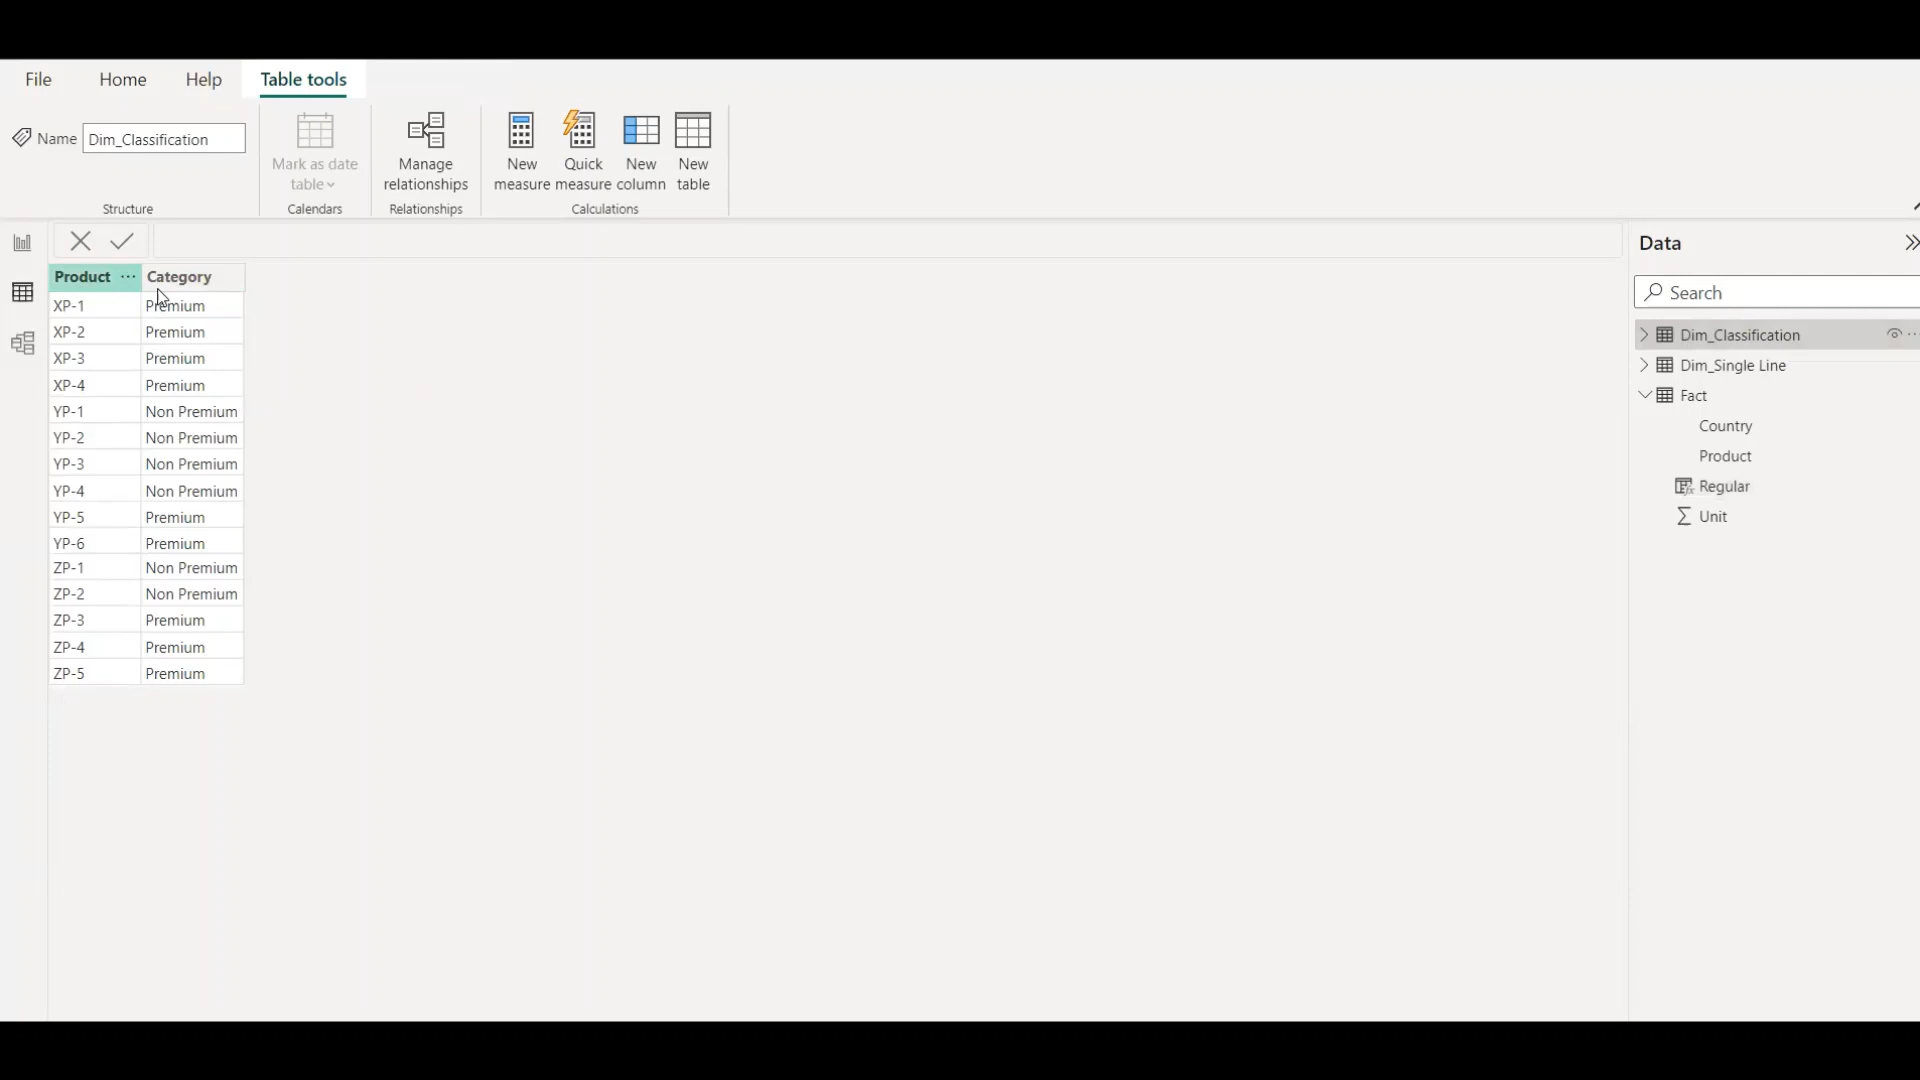 File Home Help Table tools
Name Dim_Classification
Mark as date table
Manage relationships
New measure
Quick measure
New column
New table
Structure Calendars Relationships Calculations
Data
Search
Product ··· Category
XP-1 Premium
XP-2 Premium
XP-3 Premium
XP-4 Premium
YP-1 Non Premium
YP-2 Non Premium
YP-3 Non Premium
YP-4 Non Premium
YP-5 Premium
YP-6 Premium
ZP-1 Non Premium
ZP-2 Non Premium
ZP-3 Premium
ZP-4 Premium
ZP-5 Premium
Dim_Classification
Dim_Single Line
Fact
Country
Product
Regular
Unit